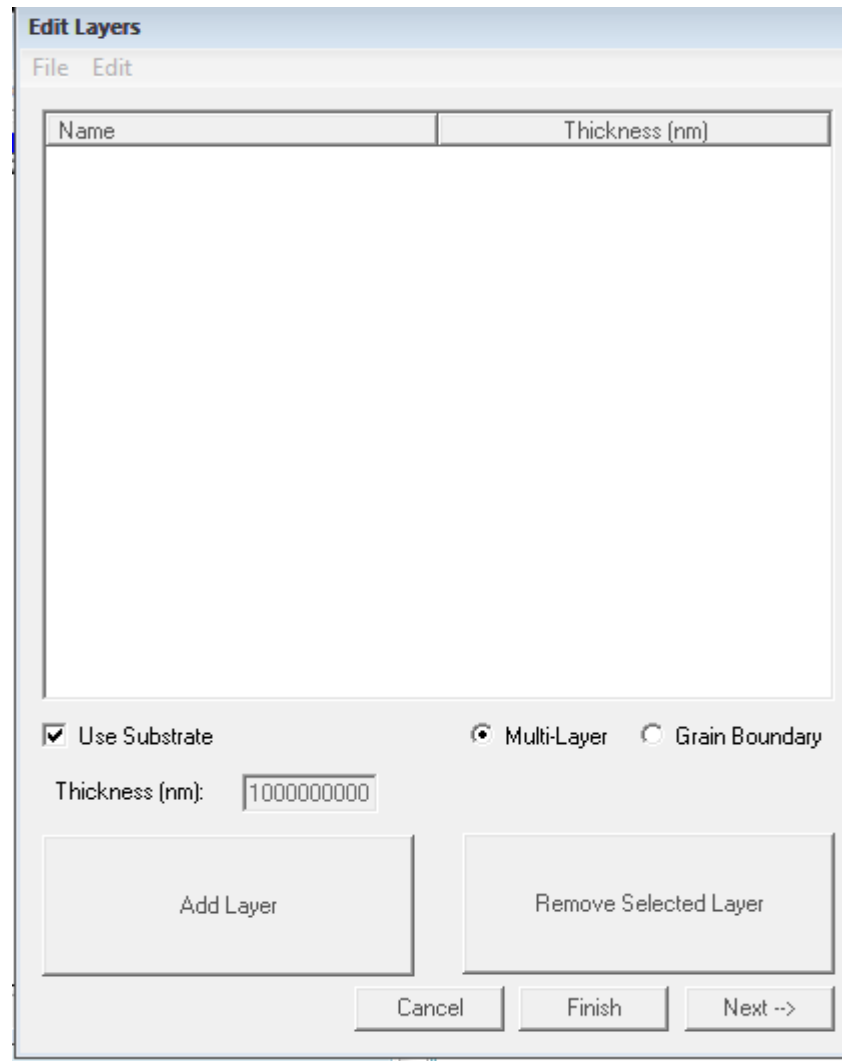 Edit Layers
File Edit
Name Thickness (nm)
Use Substrate Multi-Layer Grain Boundary
Thickness (nm): 1000000000
Add Layer Remove Selected Layer
Cancel Finish Next -->